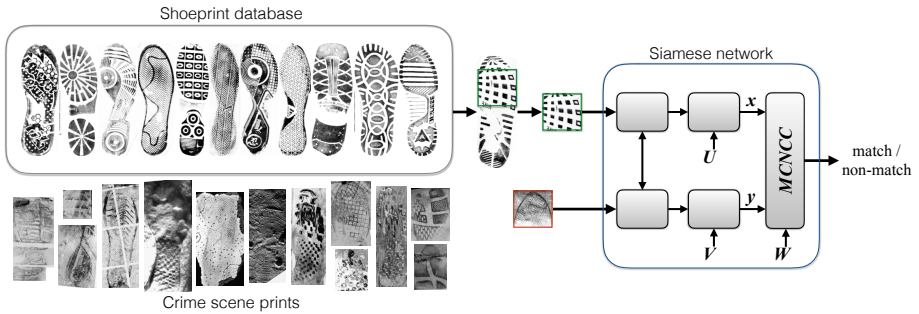 Shoeprint database
Siamese network
x
U
MCNCC
match /
non-match
y
V
W
Crime scene prints